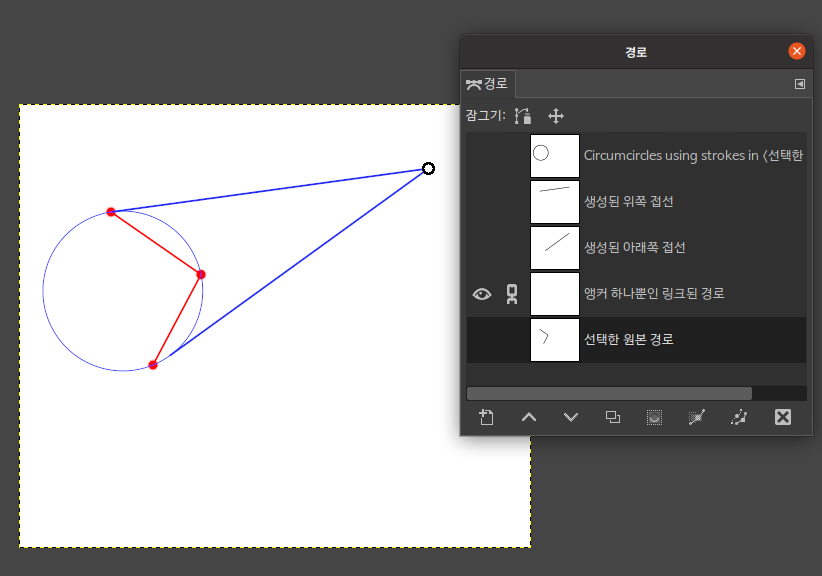 경로
경로
잠그기:
Circumcircles using strokes in <선택한
생성된 위쪽 접선
생성된 아래쪽 접선
앵커 하나뿐인 링크된 경로
선택한 원본 경로